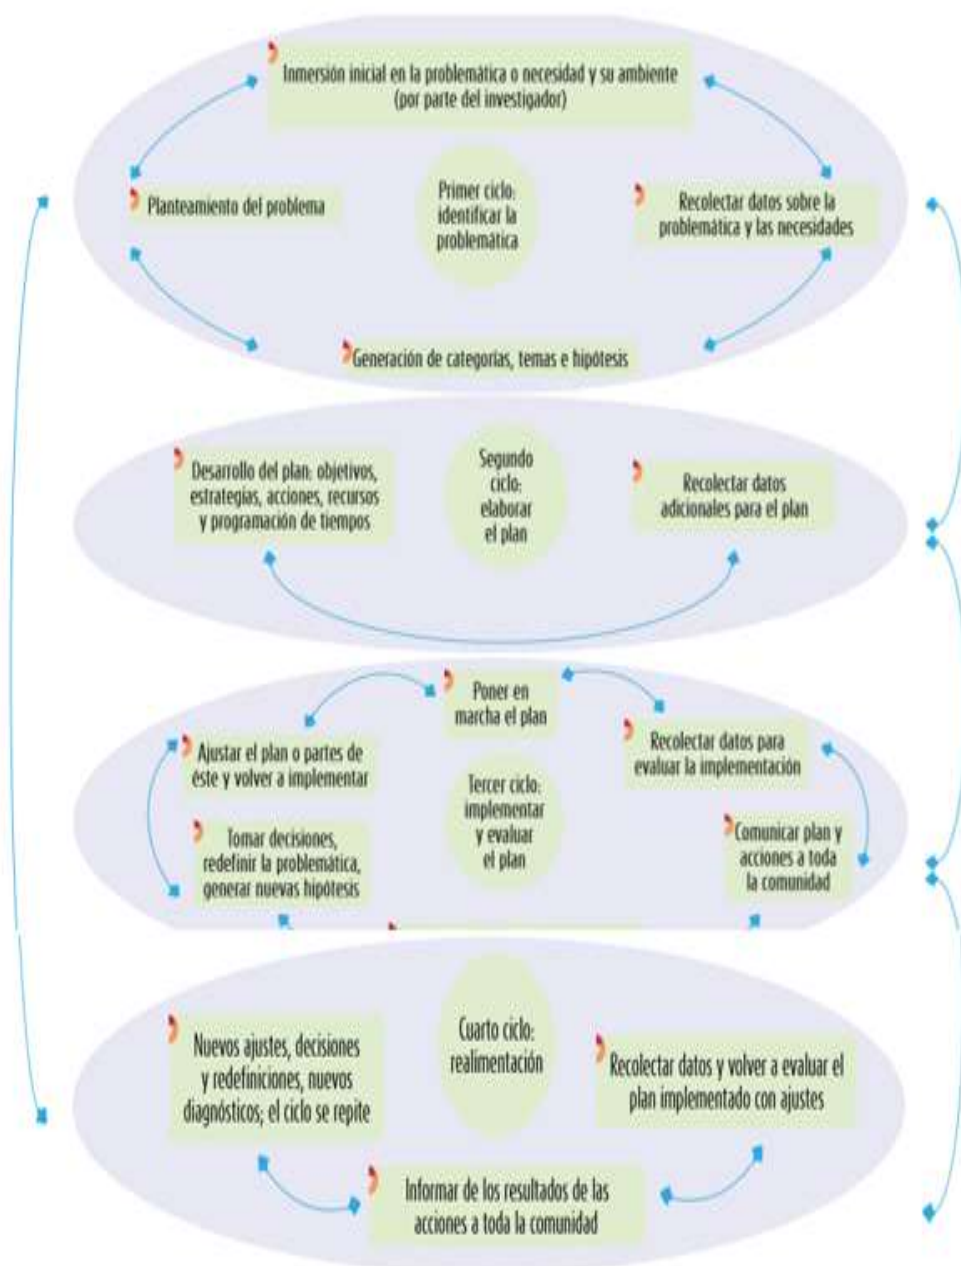 Inmersión inicial en la problemática o necesidad y su ambiente
(por parte del investigador)
Planteamiento del problema
Primer ciclo:
identificar la
problemática
Recolectar datos sobre la
problemática y las necesidades
Generación de categorías, temas e hipótesis
Desarrollo del plan: objetivos,
estrategias, acciones, recursos
y programación de tiempos
Segundo
ciclo:
elaborar
el plan
Recolectar datos
adicionales para el plan
Poner en
marcha el plan
Ajustar el plan o partes de
éste y volver a implementar
Recolectar datos para
evaluar la implementación
Tercer ciclo:
implementar
y evaluar
el plan
Tomar decisiones,
redefinir la problemática,
generar nuevas hipótesis
Comunicar plan y
acciones a toda
la comunidad
Nuevos ajustes, decisiones
y redefiniciones, nuevos
diagnósticos; el ciclo se repite
Cuarto ciclo:
realimentación
Recolectar datos y volver a evaluar el
plan implementado con ajustes
Informar de los resultados de las
acciones a toda la comunidad